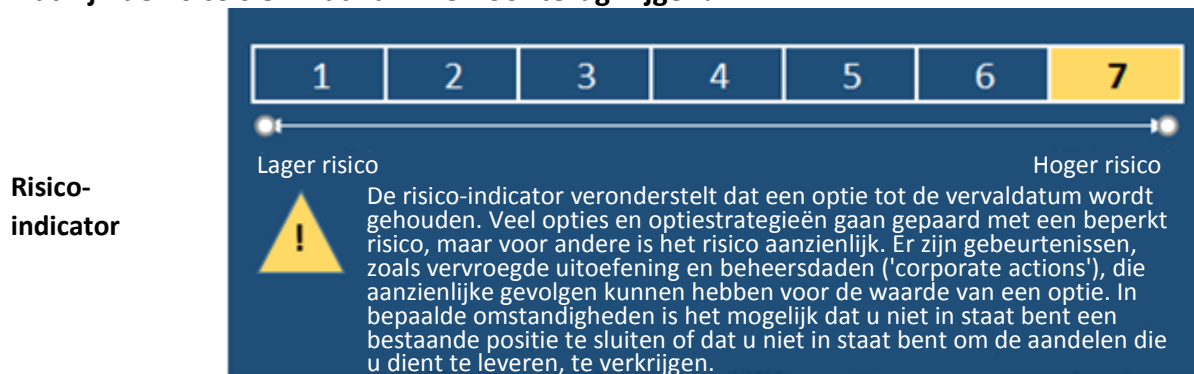 1 2 3 4 5 6 7
Lager risico Hoger risico
Risico-
indicator
!
De risico-indicator veronderstelt dat een optie tot de vervaldatum wordt
gehouden. Veel opties en optiestrategieën gaan gepaard met een beperkt
risico, maar voor andere is het risico aanzienlijk. Er zijn gebeurtenissen,
zoals vervroegde uitoefening en beheersdaden ('corporate actions'), die
aanzienlijke gevolgen kunnen hebben voor de waarde van een optie. In
bepaalde omstandigheden is het mogelijk dat u niet in staat bent een
bestaande positie te sluiten of dat u niet in staat bent om de aandelen die
u dient te leveren, te verkrijgen.